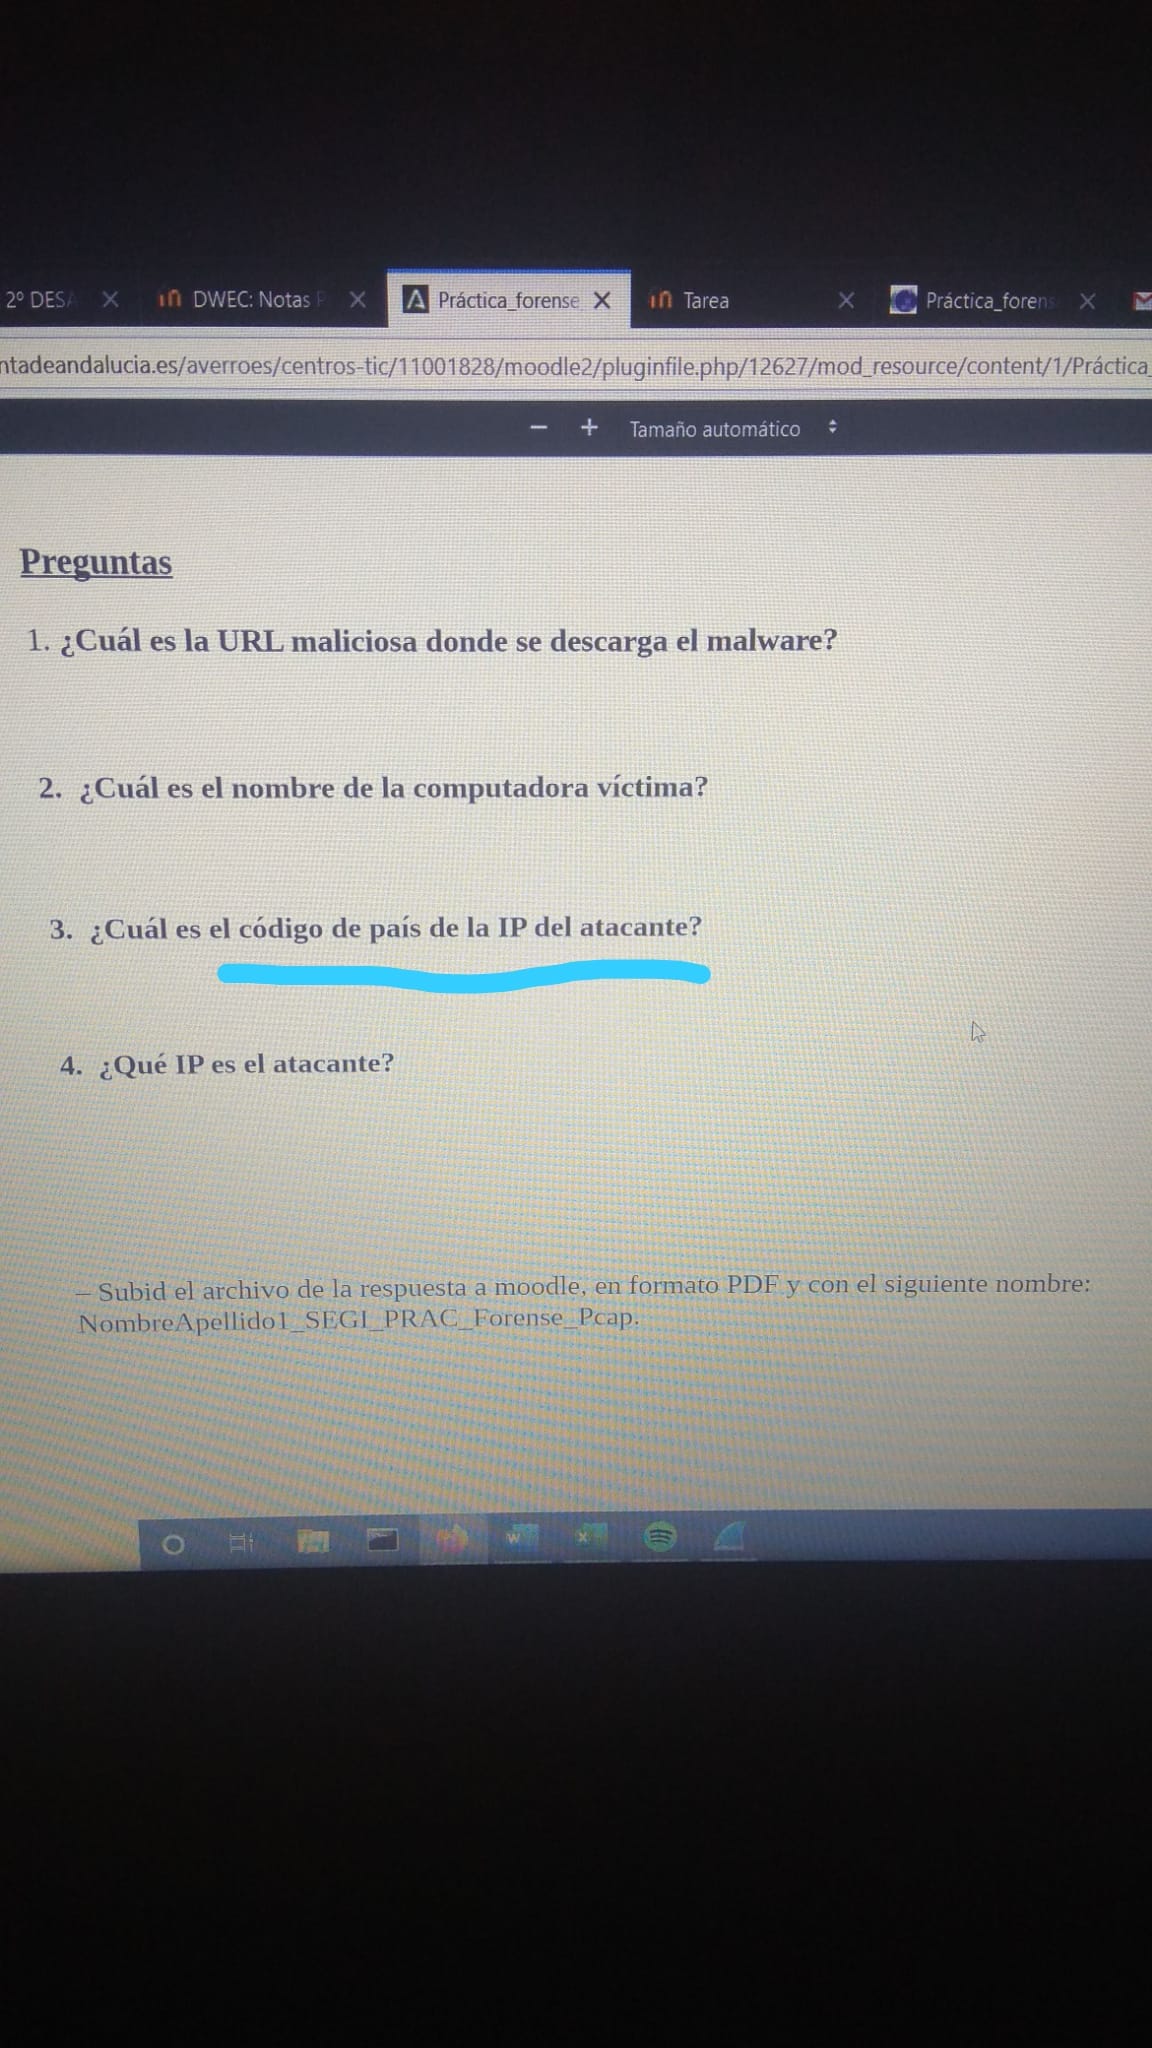 2º DESA
DWEC: Notas P
Práctica_forense
Tarea
Práctica_forens
ntadeandalucia.es/averroes/centros-tic/11001828/moodle2/pluginfile.php/12627/mod_resource/content/1/Práctica_
− + Tamaño automático
Preguntas
1. ¿Cuál es la URL maliciosa donde se descarga el malware?
2. ¿Cuál es el nombre de la computadora víctima?
3. ¿Cuál es el código de país de la IP del atacante?
4. ¿Qué IP es el atacante?
– Subid el archivo de la respuesta a moodle, en formato PDF y con el siguiente nombre:
NombreApellido1_SEGI_PRAC_Forense_Pcap.